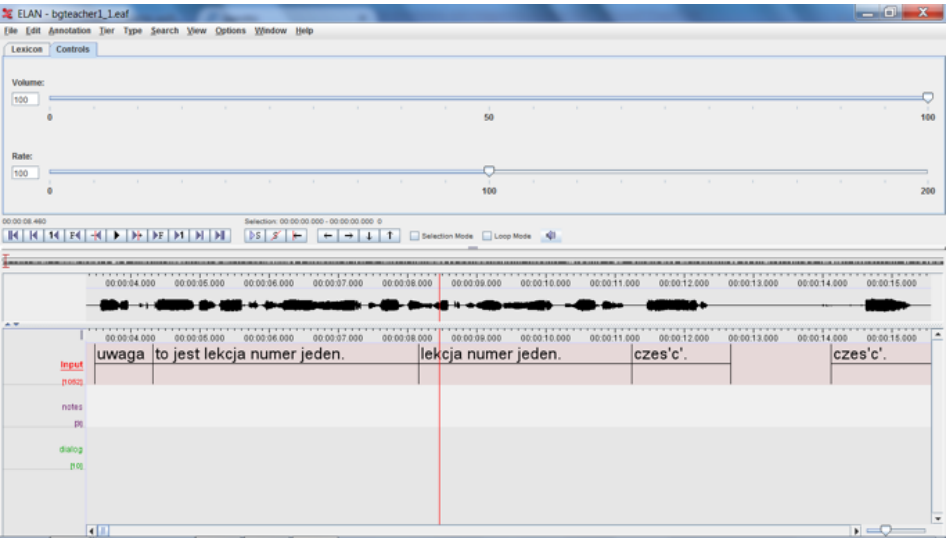 ELAN - bgteacher1_1.eaf
File Edit Annotation Tier Type Search View Options Window Help
Lexicon Controls
Volume:
100
0 50 100
Rate:
100
0 100 200
00:00:08.460 Selection: 00:00:00.000 - 00:00:00.000 0
Selection Mode Loop Mode
00:00:04.000 00:00:05.000 00:00:06.000 00:00:07.000 00:00:08.000 00:00:09.000 00:00:10.000 00:00:11.000 00:00:12.000 00:00:13.000 00:00:14.000 00:00:15.000
00:00:04.000 00:00:05.000 00:00:06.000 00:00:07.000 00:00:08.000 00:00:09.000 00:00:10.000 00:00:11.000 00:00:12.000 00:00:13.000 00:00:14.000 00:00:15.000
uwaga to jest lekcja numer jeden. lekcja numer jeden. czes'c'. czes'c'.
Input
[1092]
notes
dialog
[10]